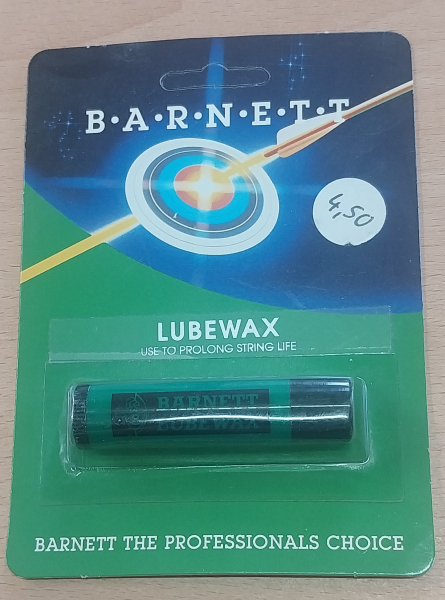 B·A·R·N·E·T·T
4,50
LUBEWAX
USE TO PROLONG STRING LIFE
BARNETT
LUBEWAX
BARNETT THE PROFESSIONALS CHOICE